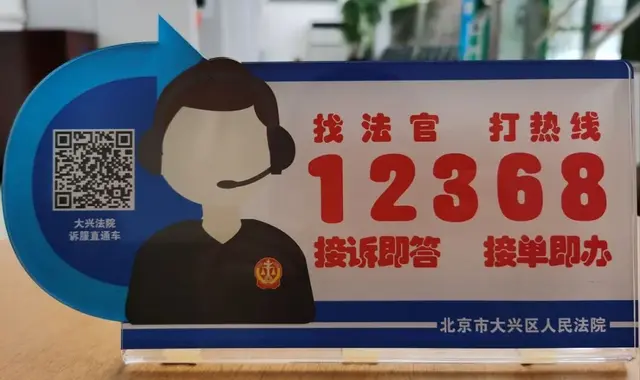 找法官 打热线
12368
接诉即答 接单即办
大兴法院
诉服直通车
北京市大兴区人民法院